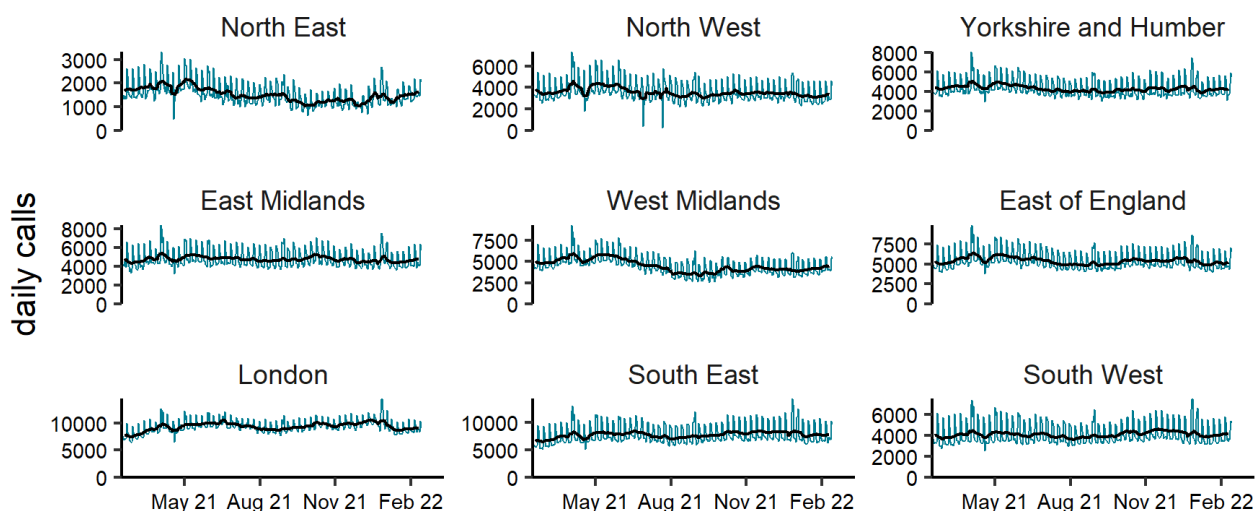 North East
North West
Yorkshire and Humber
3000
2000
1000
0
6000
4000
2000
0
8000
6000
4000
2000
0
daily calls
East Midlands
West Midlands
East of England
8000
6000
4000
2000
0
7500
5000
2500
0
7500
5000
2500
0
London
South East
South West
10000
5000
0
10000
5000
0
6000
4000
2000
0
May 21 Aug 21 Nov 21 Feb 22
May 21 Aug 21 Nov 21 Feb 22
May 21 Aug 21 Nov 21 Feb 22